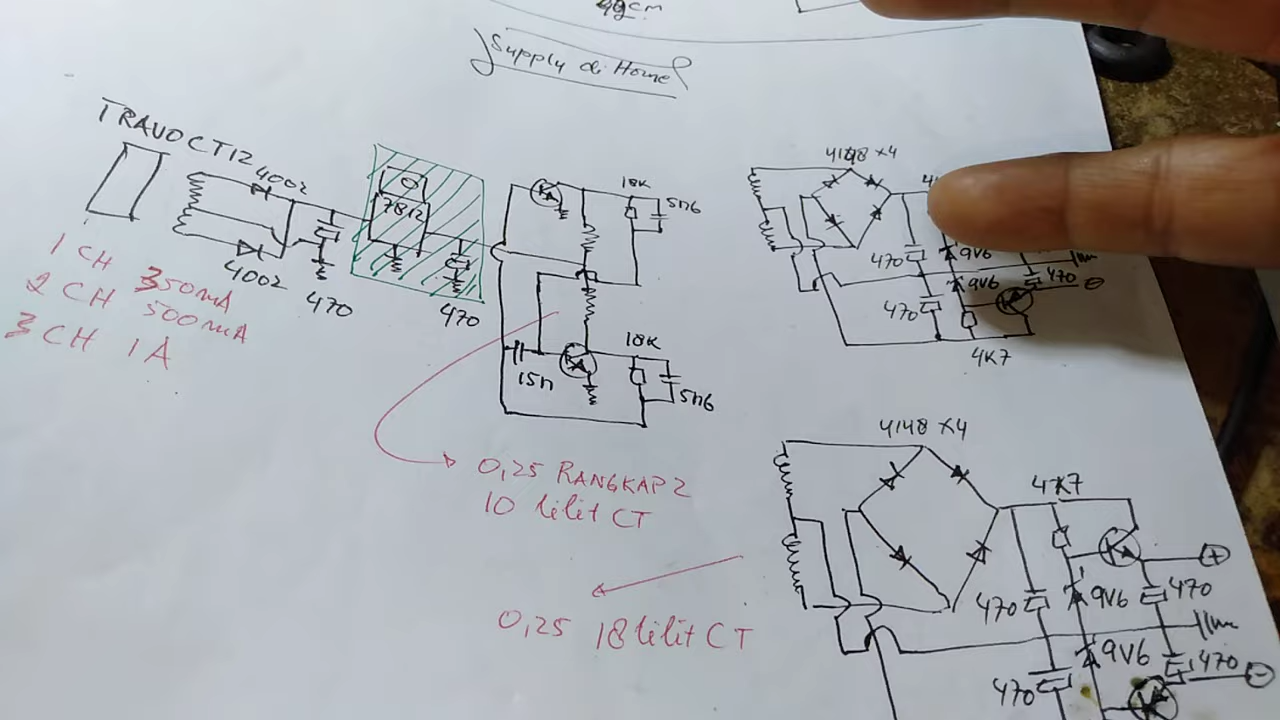 Supply di Home
TRAVO CT12
4002
4002
470
7812
470
1 CH 350mA
2 CH 500mA
3 CH 1A
18K
5n6
15n
18K
5n6
0,25 RANGKAP 2
10 lilit CT
0,25 18 lilit CT
4148 x4
470
9V6
470
9V6
470
4K7
4148 x4
4K7
470
9V6
470
470
9V6
470